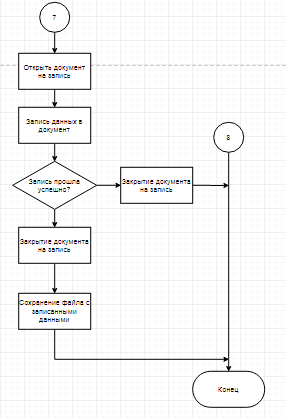 7
Открыть документ
на запись
Запись данных в
документ
8
Запись прошла
успешно?
Закрытие документа
на запись
Закрытие документа
на запись
Сохранение файла с
записанными
данными
Конец